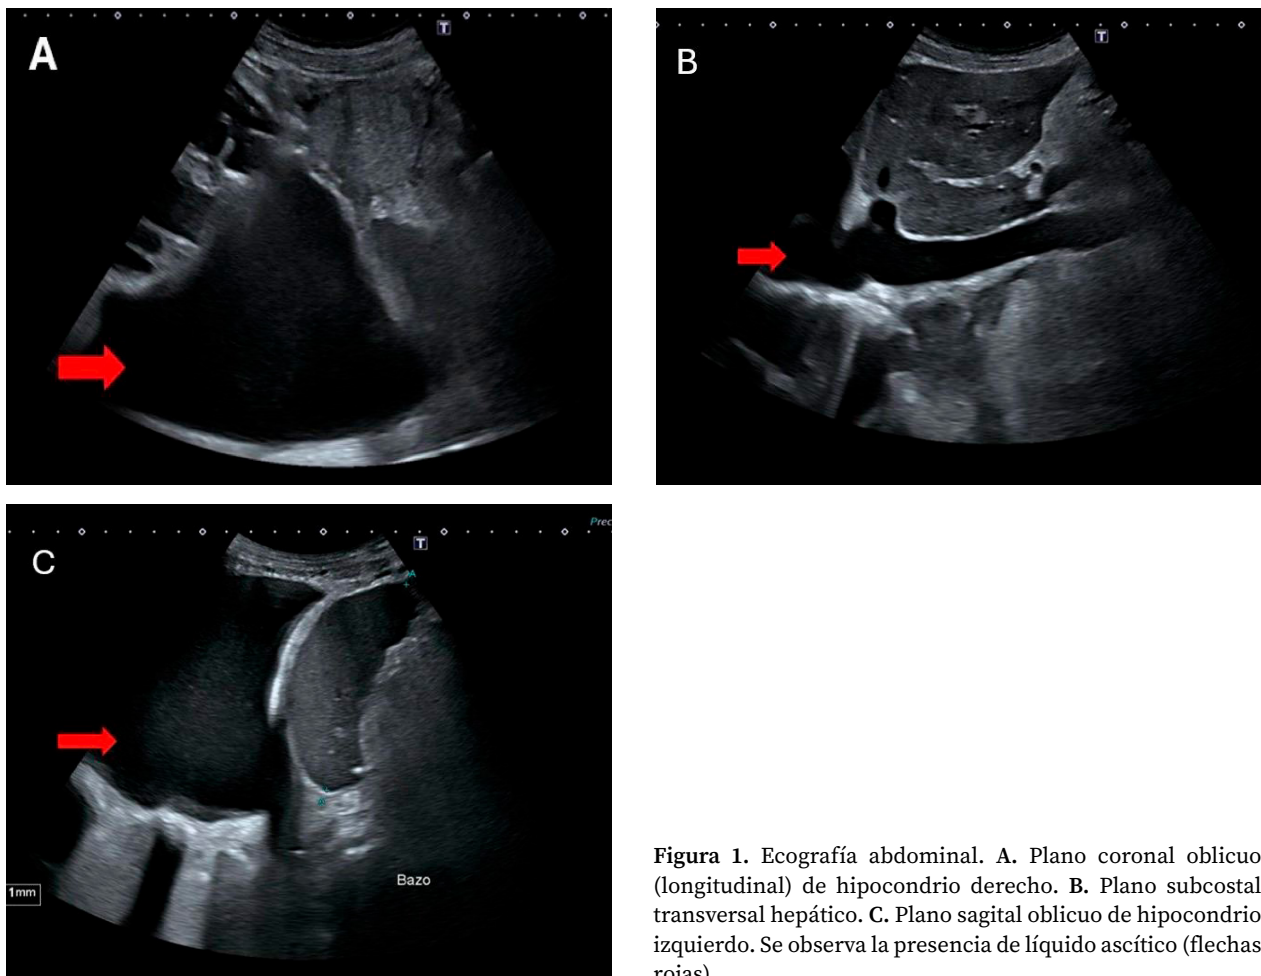 A
T
B
T
C
Prec
T
A
B
1mm
Bazo
Figura 1. Ecografía abdominal. A. Plano coronal oblicuo
(longitudinal) de hipocondrio derecho. B. Plano subcostal
transversal hepático. C. Plano sagital oblicuo de hipocondrio
izquierdo. Se observa la presencia de líquido ascítico (flechas
rojas)